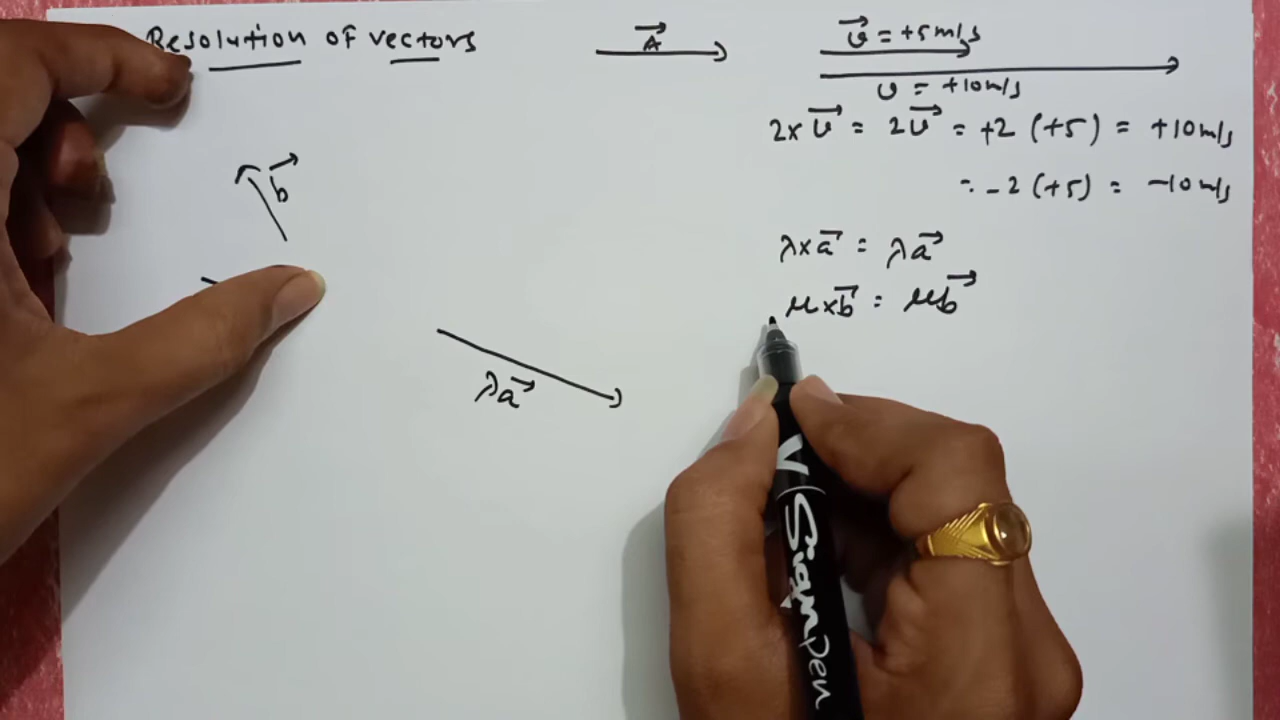 Resolution of vectors
A⃗
v⃗ = +5m/s
v = +10m/s
2×v⃗ = 2v⃗ = +2 (+5) = +10m/s
= -2 (+5) = -10m/s
b⃗
λ×a⃗ = λa⃗
μ×b⃗ = μb⃗
λa⃗
V Signpen